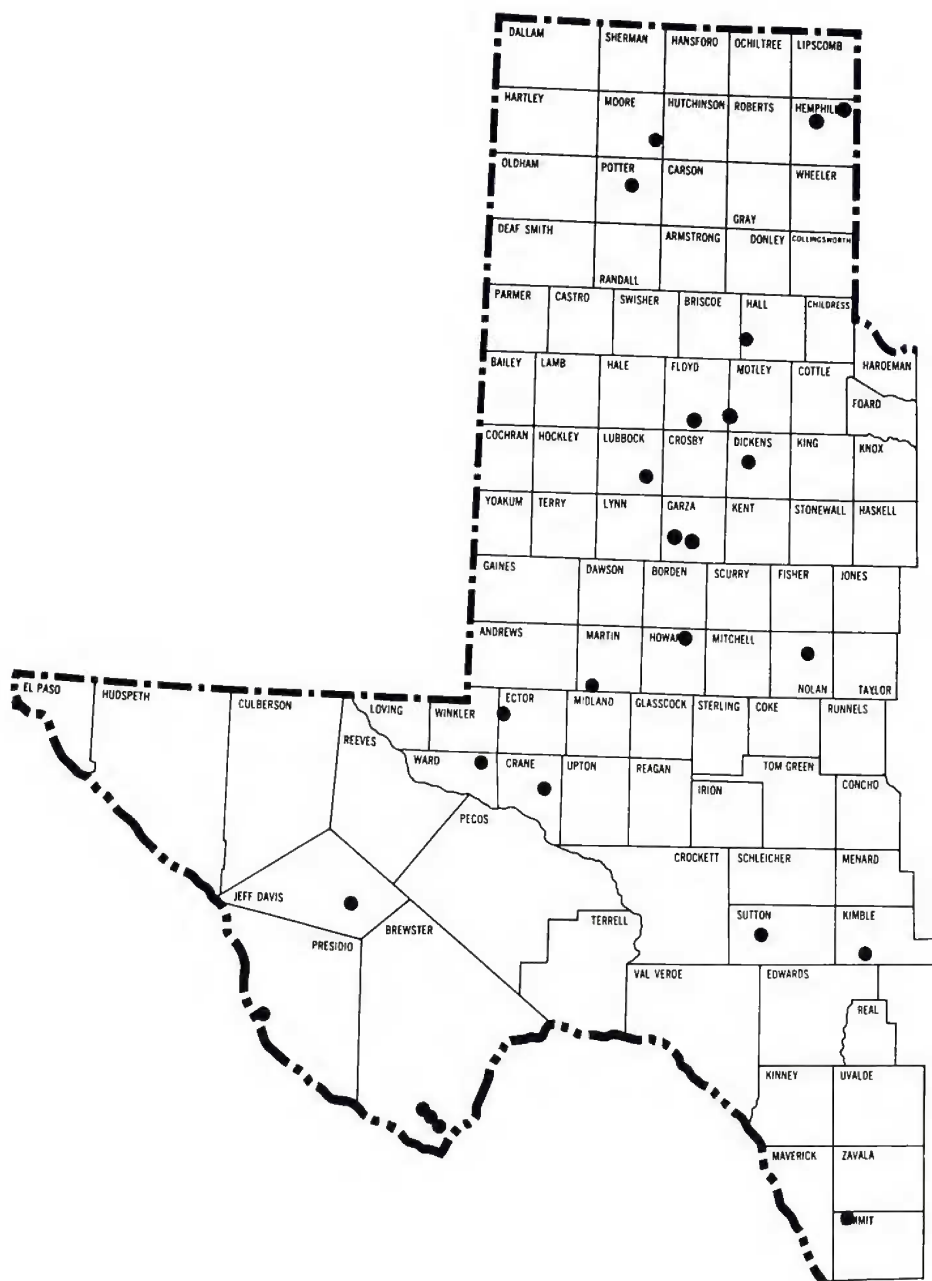 DALLAM SHERMAN HANSFORD OCHILTREE LIPSCOMB
HARTLEY MOORE HUTCHINSON ROBERTS HEMPHILL
OLDHAM POTTER CARSON WHEELER
GRAY
DEAF SMITH ARMSTRONG DONLEY COLLINGSWORTH
RANDALL
PARMER CASTRO SWISHER BRISCOE HALL CHILDRESS
HARDEMAN
BAILEY LAMB HALE FLOYD MOTLEY COTTLE
FOARD
COCHRAN HOCKLEY LUBBOCK CROSBY DICKENS KING KNOX
YOAKUM TERRY LYNN GARZA KENT STONEWALL HASKELL
GAINES DAWSON BORDEN SCURRY FISHER JONES
ANDREWS MARTIN HOWARD MITCHELL
NOLAN TAYLOR
EL PASO HUDSPETH CULBERSON LOVING WINKLER ECTOR MIDLAND GLASSCOCK STERLING COKE RUNNELS
REEVES WARD CRANE UPTON REAGAN TOM GREEN
IRION CONCHO
PECOS
CROCKETT SCHLEICHER MENARD
JEFF DAVIS
PRESIDIO BREWSTER TERRELL SUTTON KIMBLE
VAL VERDE EDWARDS
REAL
KINNEY UVALDE
MAVERICK ZAVALA
MMIT